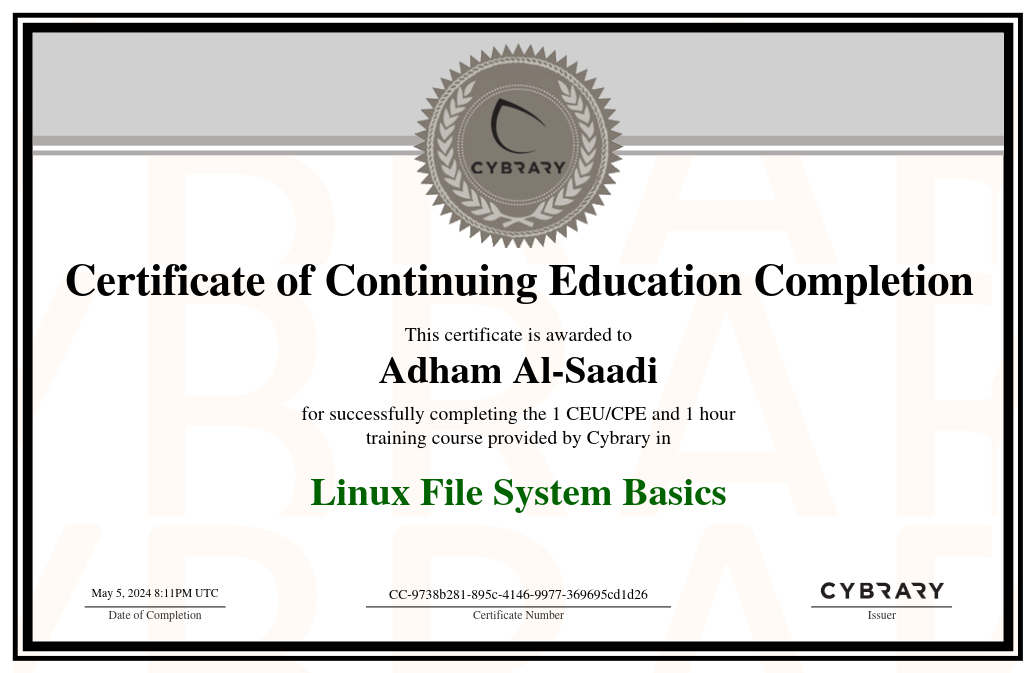 CYBRARY
Certificate of Continuing Education Completion
This certificate is awarded to
Adham Al-Saadi
for successfully completing the 1 CEU/CPE and 1 hour
training course provided by Cybrary in
Linux File System Basics
May 5, 2024 8:11PM UTC
Date of Completion
CC-9738b281-895c-4146-9977-369695cd1d26
Certificate Number
CYBRARY
Issuer